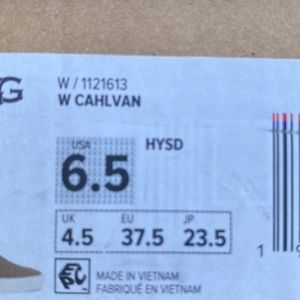 G
W / 1121613
W CAHLVAN
USA
6.5
HYSD
UK EU JP
4.5 37.5 23.5
MADE IN VIETNAM
FABRIQUÉ EN VIETNAM
1